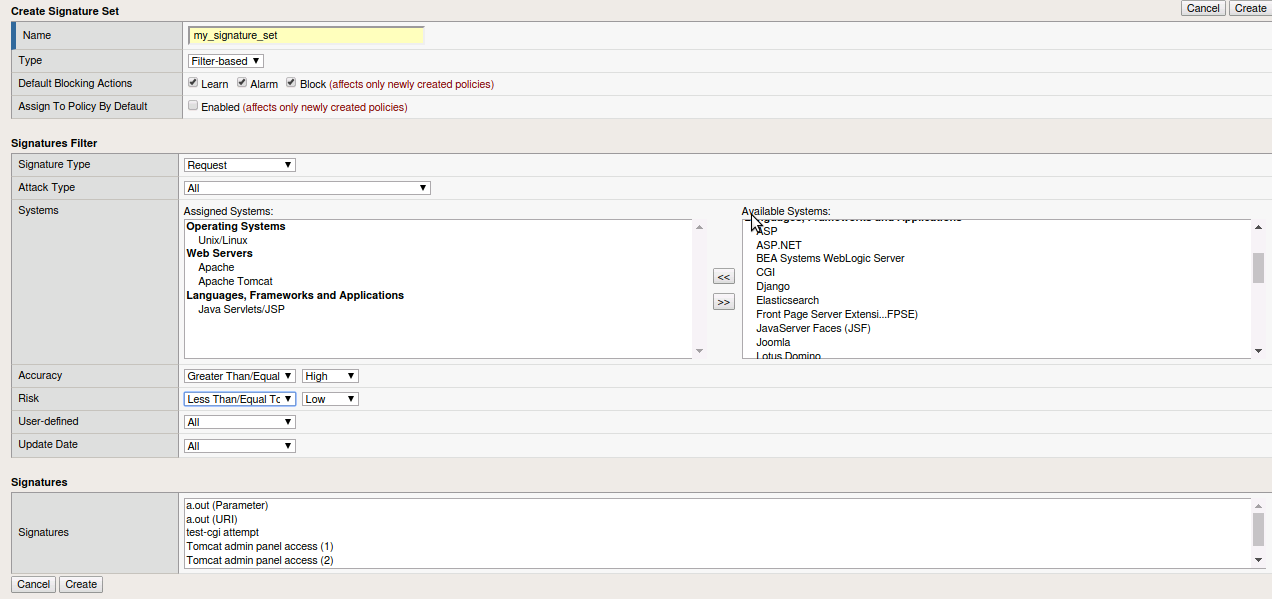 Create Signature Set
Cancel Create
Name my_signature_set
Type Filter-based
Default Blocking Actions Learn Alarm Block (affects only newly created policies)
Assign To Policy By Default Enabled (affects only newly created policies)
Signatures Filter
Signature Type Request
Attack Type All
Systems
Assigned Systems:
Operating Systems
Unix/Linux
Web Servers
Apache
Apache Tomcat
Languages, Frameworks and Applications
Java Servlets/JSP
<<
>>
Available Systems:
Languages, Frameworks and Applications
ASP
ASP.NET
BEA Systems WebLogic Server
CGI
Django
Elasticsearch
Front Page Server Extensi...FPSE)
JavaServer Faces (JSF)
Joomla
Lotus Domino
Accuracy Greater Than/Equal High
Risk Less Than/Equal To Low
User-defined All
Update Date All
Signatures
Signatures
a.out (Parameter)
a.out (URI)
test-cgi attempt
Tomcat admin panel access (1)
Tomcat admin panel access (2)
Cancel Create